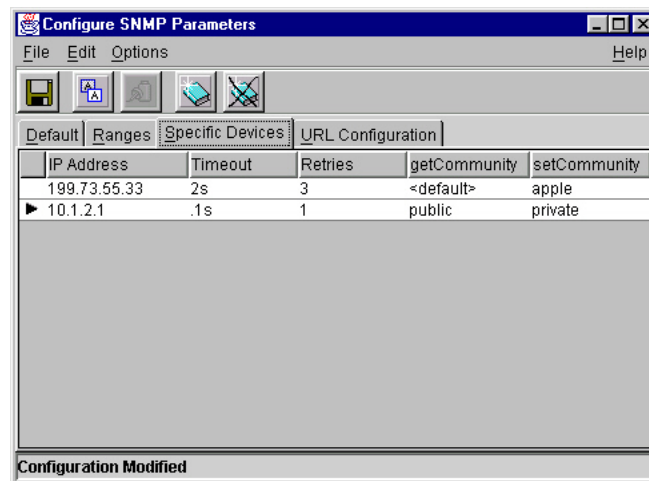 Configure SNMP Parameters
File Edit Options Help
Default Ranges Specific Devices URL Configuration
IP Address Timeout Retries getCommunity setCommunity
199.73.55.33 2s 3 <default> apple
10.1.2.1 .1s 1 public private
Configuration Modified